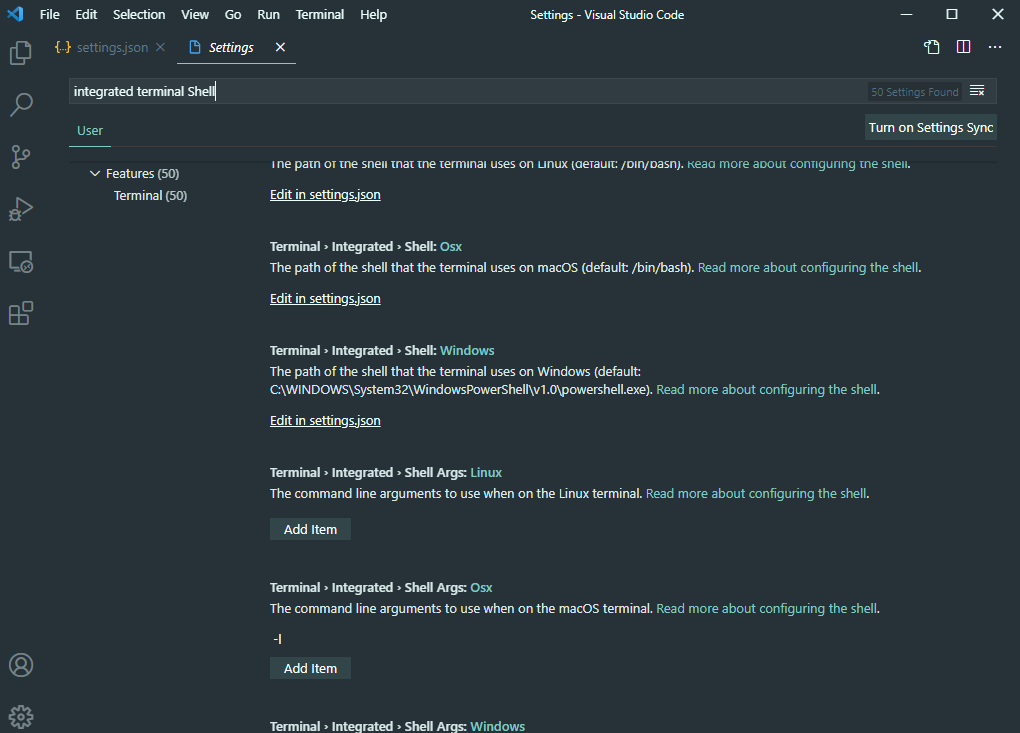 File Edit Selection View Go Run Terminal Help Settings - Visual Studio Code
{..} settings.json Settings
integrated terminal Shell 50 Settings Found
User Turn on Settings Sync
The path of the shell that the terminal uses on Linux (default: /bin/bash). Read more about configuring the shell.
Features (50)
Terminal (50)
Edit in settings.json
Terminal › Integrated › Shell: Osx
The path of the shell that the terminal uses on macOS (default: /bin/bash). Read more about configuring the shell.
Edit in settings.json
Terminal › Integrated › Shell: Windows
The path of the shell that the terminal uses on Windows (default:
C:\WINDOWS\System32\WindowsPowerShell\v1.0\powershell.exe). Read more about configuring the shell.
Edit in settings.json
Terminal › Integrated › Shell Args: Linux
The command line arguments to use when on the Linux terminal. Read more about configuring the shell.
Add Item
Terminal › Integrated › Shell Args: Osx
The command line arguments to use when on the macOS terminal. Read more about configuring the shell.
-l
Add Item
Terminal › Integrated › Shell Args: Windows